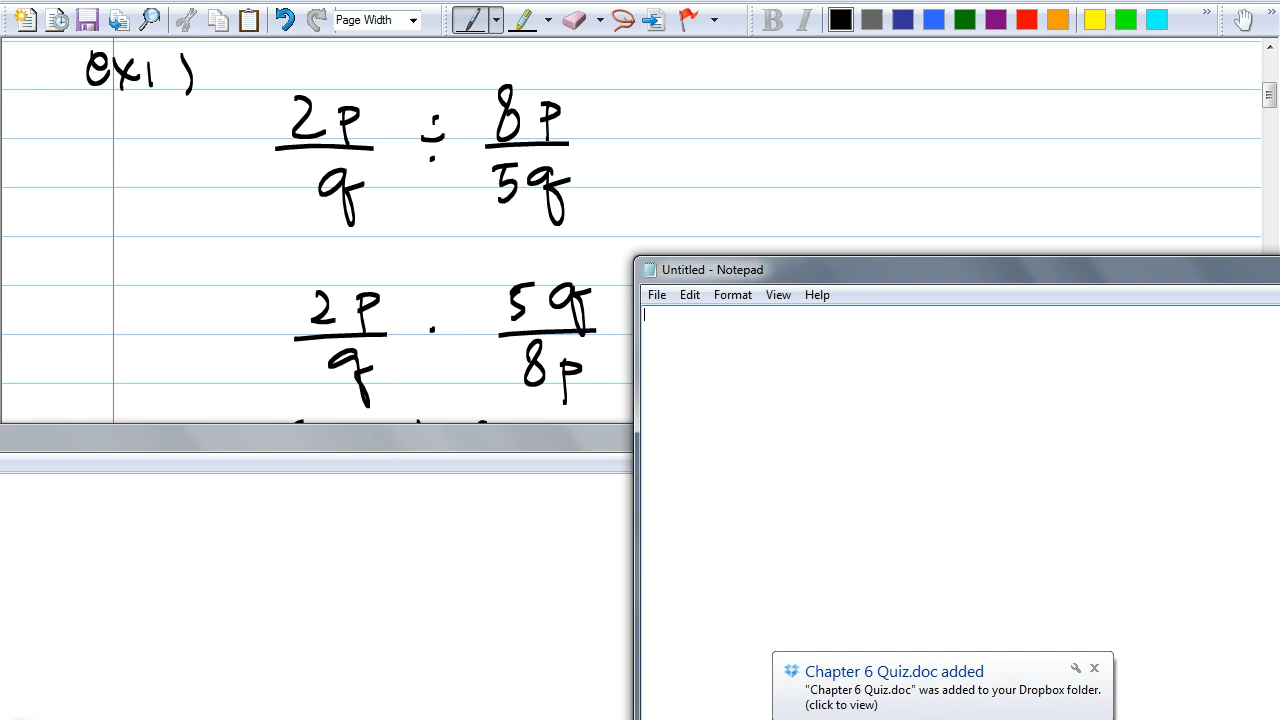 Page Width
B I
ex1)
2p/q ÷ 8p/5q
2p/q · 5q/8p
Untitled - Notepad
File Edit Format View Help
Chapter 6 Quiz.doc added
"Chapter 6 Quiz.doc" was added to your Dropbox folder.
(click to view)